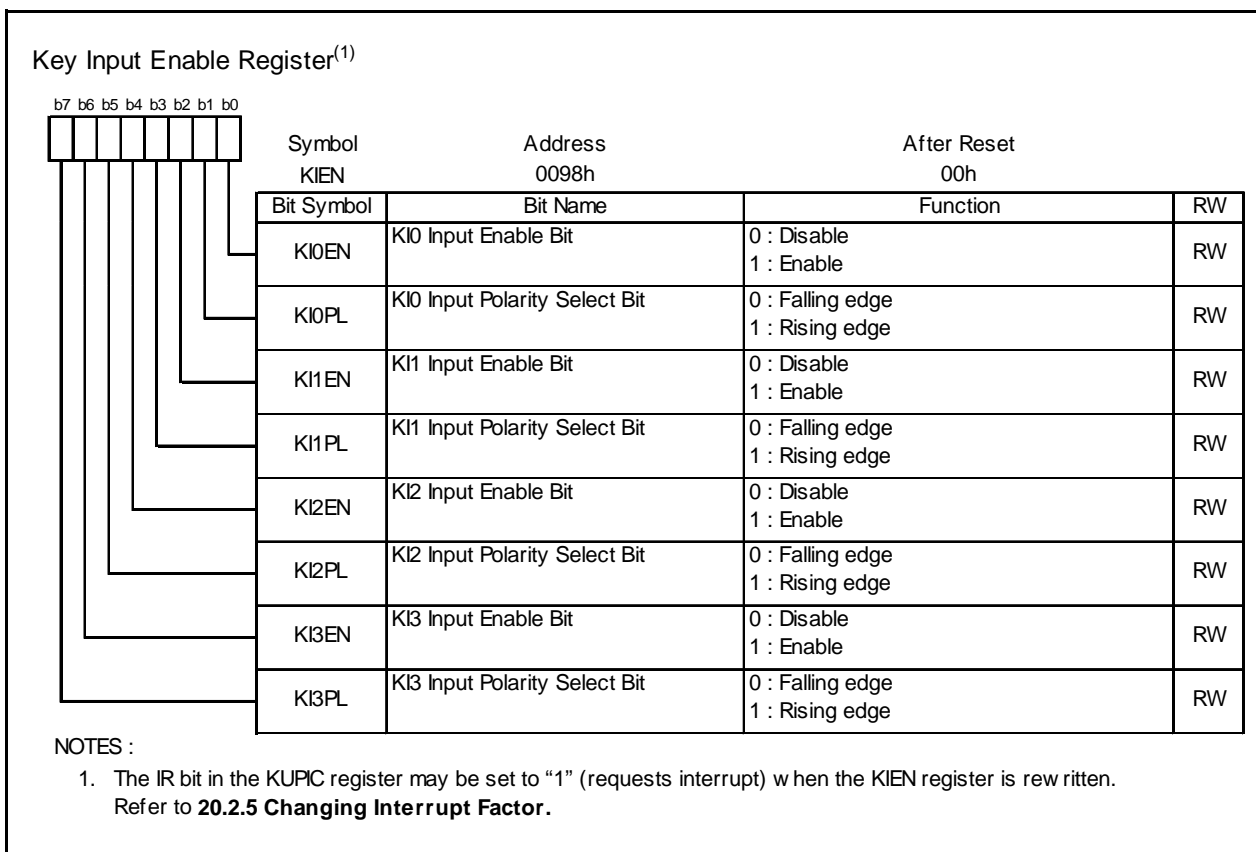 Key Input Enable Register(1)
b7 b6 b5 b4 b3 b2 b1 b0
Symbol Address After Reset
KIEN 0098h 00h
Bit Symbol Bit Name Function RW
KI0EN KI0 Input Enable Bit 0 : Disable RW
1 : Enable
KI0PL KI0 Input Polarity Select Bit 0 : Falling edge RW
1 : Rising edge
KI1EN KI1 Input Enable Bit 0 : Disable RW
1 : Enable
KI1PL KI1 Input Polarity Select Bit 0 : Falling edge RW
1 : Rising edge
KI2EN KI2 Input Enable Bit 0 : Disable RW
1 : Enable
KI2PL KI2 Input Polarity Select Bit 0 : Falling edge RW
1 : Rising edge
KI3EN KI3 Input Enable Bit 0 : Disable RW
1 : Enable
KI3PL KI3 Input Polarity Select Bit 0 : Falling edge RW
1 : Rising edge
NOTES :
1. The IR bit in the KUPIC register may be set to “1” (requests interrupt) when the KIEN register is rewritten.
Refer to 20.2.5 Changing Interrupt Factor.